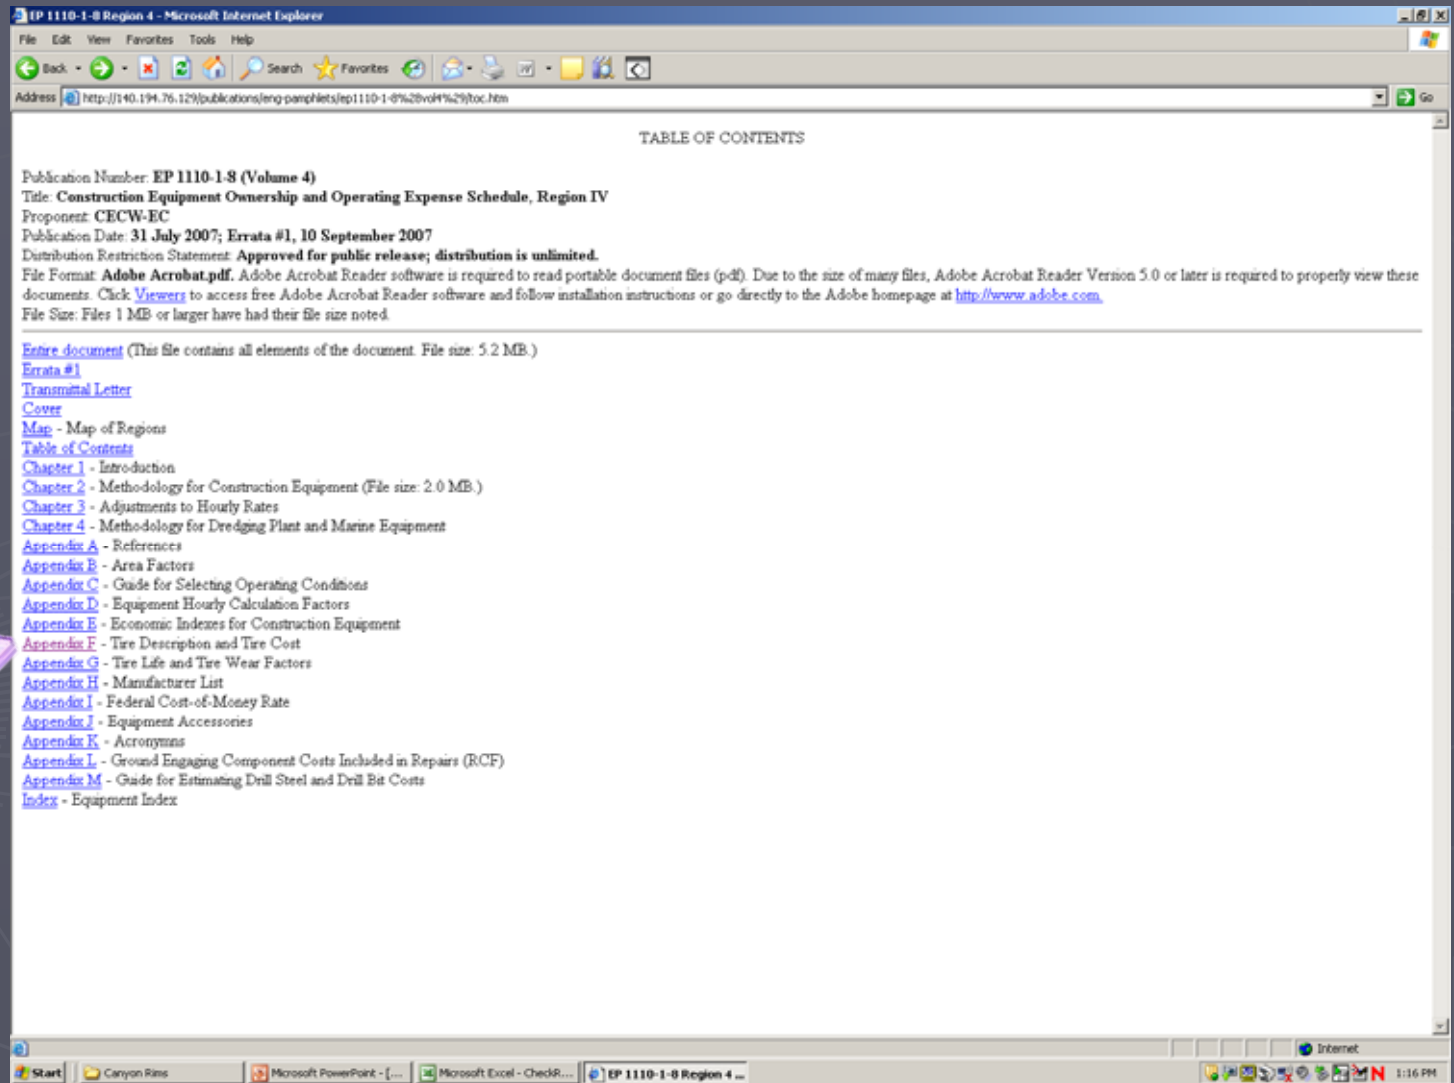 EP 1110-1-8 Region 4 - Microsoft Internet Explorer
File Edit View Favorites Tools Help
Back Search Favorites
Address http://140.194.76.129/publications/eng-pamphlets/ep1110-1-8%28vol4%29/toc.htm Go
TABLE OF CONTENTS
Publication Number: EP 1110-1-8 (Volume 4)
Title: Construction Equipment Ownership and Operating Expense Schedule, Region IV
Proponent: CECW-EC
Publication Date: 31 July 2007; Errata #1, 10 September 2007
Distribution Restriction Statement: Approved for public release; distribution is unlimited.
File Format: Adobe Acrobat.pdf. Adobe Acrobat Reader software is required to read portable document files (pdf). Due to the size of many files, Adobe Acrobat Reader Version 5.0 or later is required to properly view these
documents. Click Viewers to access free Adobe Acrobat Reader software and follow installation instructions or go directly to the Adobe homepage at http://www.adobe.com.
File Size: Files 1 MB or larger have had their file size noted.
Entire document (This file contains all elements of the document. File size: 5.2 MB.)
Errata #1
Transmittal Letter
Cover
Map - Map of Regions
Table of Contents
Chapter 1 - Introduction
Chapter 2 - Methodology for Construction Equipment (File size: 2.0 MB.)
Chapter 3 - Adjustments to Hourly Rates
Chapter 4 - Methodology for Dredging Plant and Marine Equipment
Appendix A - References
Appendix B - Area Factors
Appendix C - Guide for Selecting Operating Conditions
Appendix D - Equipment Hourly Calculation Factors
Appendix E - Economic Indexes for Construction Equipment
Appendix F - Tire Description and Tire Cost
Appendix G - Tire Life and Tire Wear Factors
Appendix H - Manufacturer List
Appendix I - Federal Cost-of-Money Rate
Appendix J - Equipment Accessories
Appendix K - Acronymns
Appendix L - Ground Engaging Component Costs Included in Repairs (RCF)
Appendix M - Guide for Estimating Drill Steel and Drill Bit Costs
Index - Equipment Index
Internet
Start Canyon Rims Microsoft PowerPoint - [... Microsoft Excel - CheckR... EP 1110-1-8 Region 4 ... N 1:16 PM